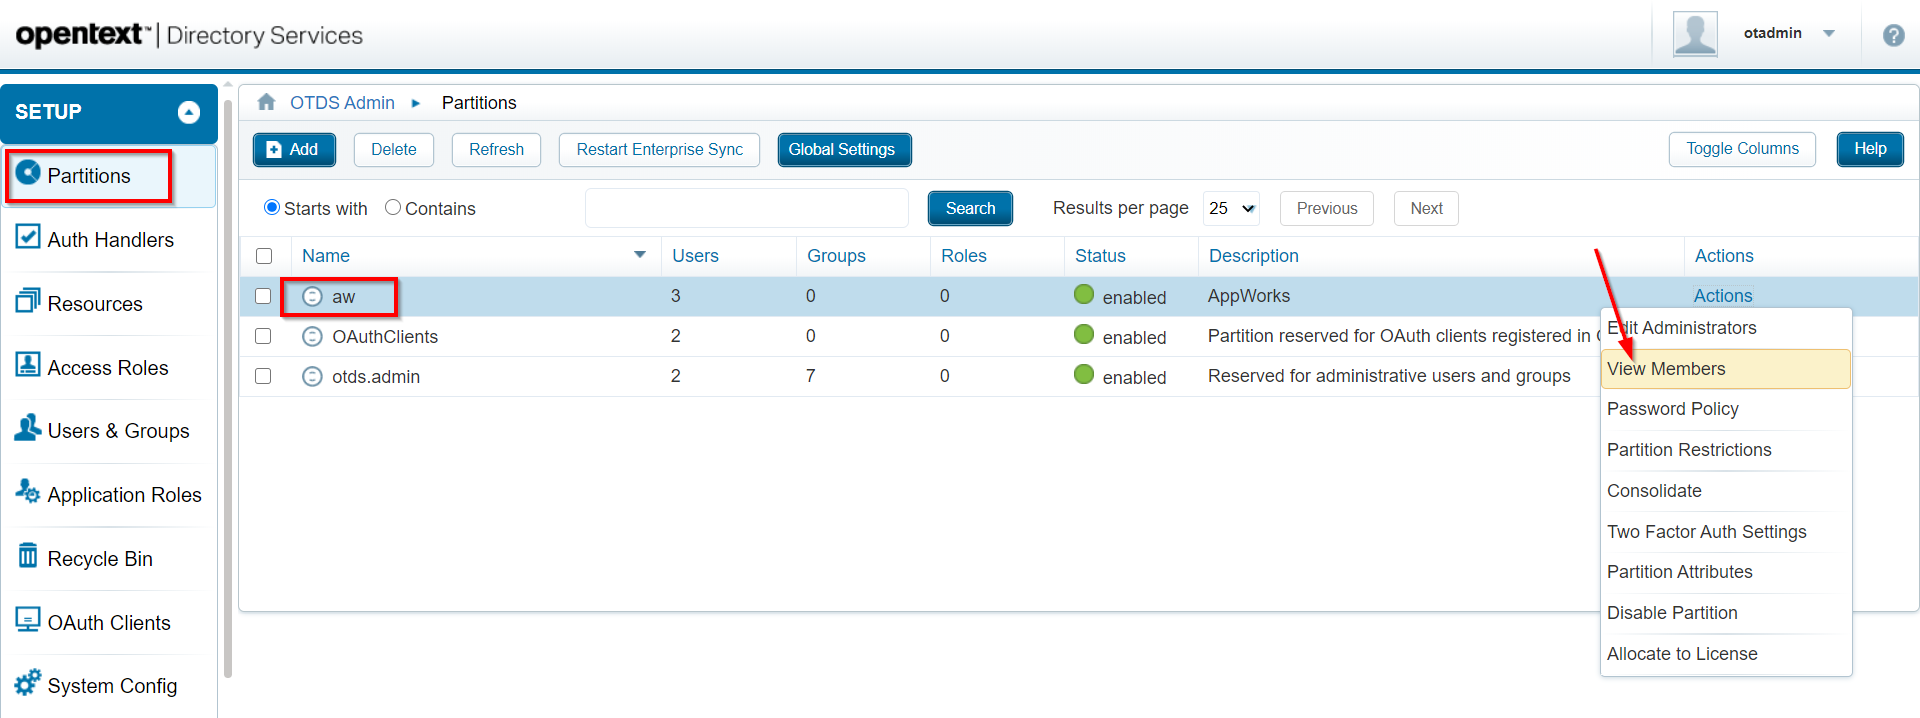 opentext™ | Directory Services
otadmin
SETUP
OTDS Admin Partitions
Add Delete Refresh Restart Enterprise Sync Global Settings Toggle Columns Help
Partitions
Starts with Contains Search Results per page 25 Previous Next
Auth Handlers
Name Users Groups Roles Status Description Actions
aw 3 0 0 enabled AppWorks Actions
Resources
OAuthClients 2 0 0 enabled Partition reserved for OAuth clients registered in
otds.admin 2 7 0 enabled Reserved for administrative users and groups
Edit Administrators
View Members
Password Policy
Partition Restrictions
Consolidate
Two Factor Auth Settings
Partition Attributes
Disable Partition
Allocate to License
Access Roles
Users & Groups
Application Roles
Recycle Bin
OAuth Clients
System Config